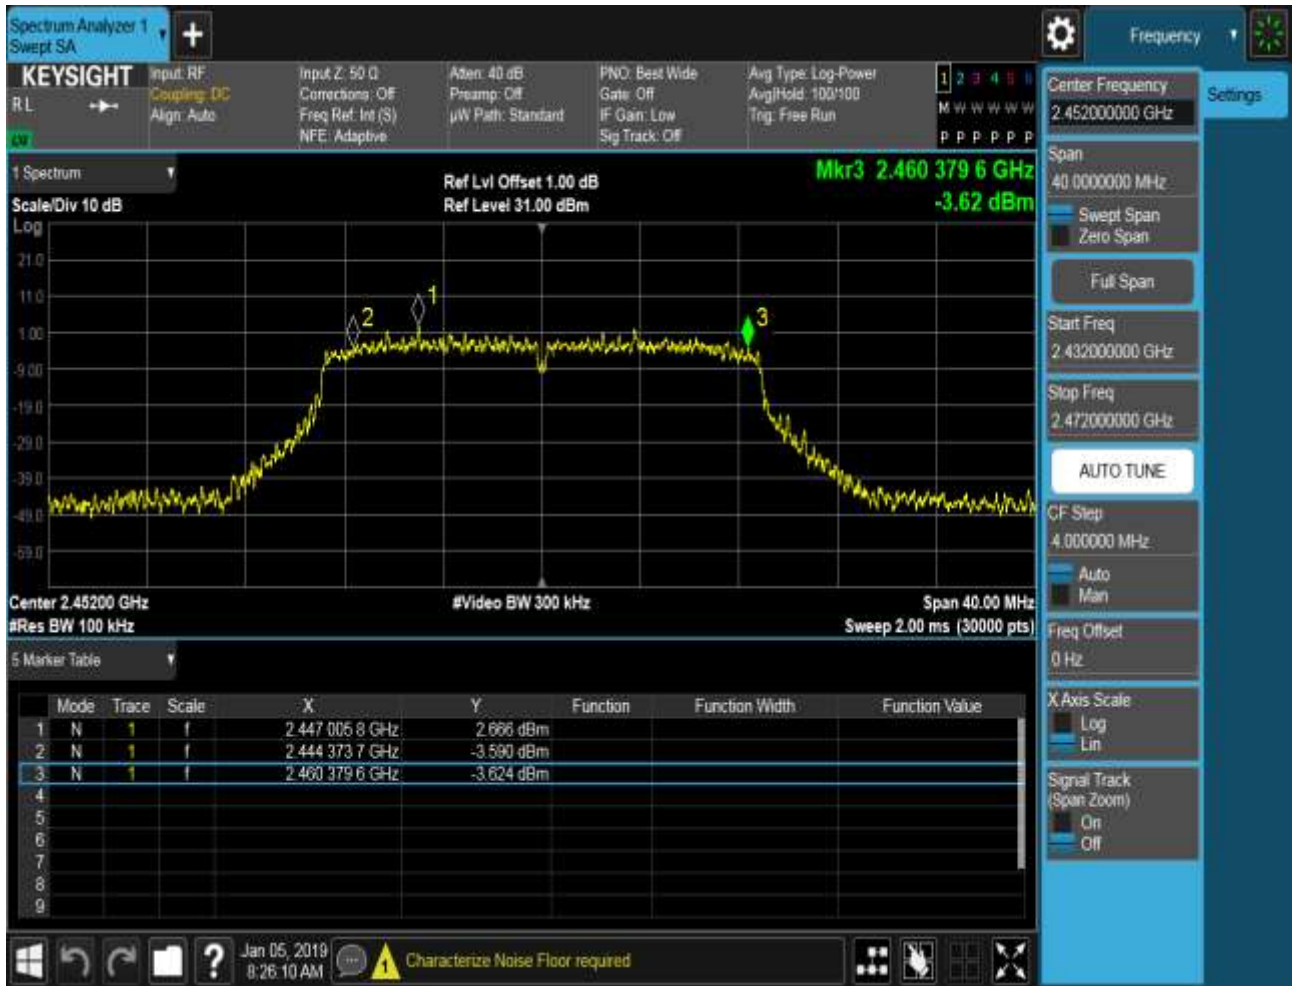 Spectrum Analyzer 1
Swept SA
Frequency
Settings
KEYSIGHT
RL
Input: RF
Coupling: DC
Align: Auto
Input Z: 50 Ω
Corrections: Off
Freq Ref: Int (S)
NFE: Adaptive
Atten: 40 dB
Preamp: Off
µW Path: Standard
PNO: Best Wide
Gate: Off
IF Gain: Low
Sig Track: Off
Avg Type: Log-Power
Avg|Hold: 100/100
Trig: Free Run
1 2 3 4 5 6
M W W W W W
P P P P P P
1 Spectrum
Scale/Div 10 dB
Ref Lvl Offset 1.00 dB
Ref Level 31.00 dBm
Mkr3 2.460 379 6 GHz
-3.62 dBm
Log
21.0
11.0
1.00
-9.00
-19.0
-29.0
-39.0
-49.0
-59.0
2
1
3
Center 2.45200 GHz
#Res BW 100 kHz
#Video BW 300 kHz
Span 40.00 MHz
Sweep 2.00 ms (30000 pts)
5 Marker Table
Mode Trace Scale X Y Function Function Width Function Value
1 N 1 f 2.447 005 8 GHz 2.666 dBm
2 N 1 f 2.444 373 7 GHz -3.590 dBm
3 N 1 f 2.460 379 6 GHz -3.624 dBm
4
5
6
7
8
9
Center Frequency
2.452000000 GHz
Span
40.0000000 MHz
Swept Span
Zero Span
Full Span
Start Freq
2.432000000 GHz
Stop Freq
2.472000000 GHz
AUTO TUNE
CF Step
4.000000 MHz
Auto
Man
Freq Offset
0 Hz
X Axis Scale
Log
Lin
Signal Track
(Span Zoom)
On
Off
?
Jan 05, 2019
8:26:10 AM
1
Characterize Noise Floor required